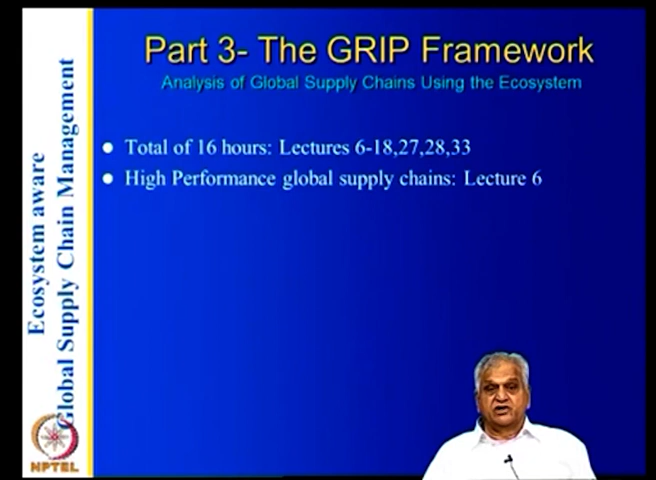 Part 3- The GRIP Framework
Analysis of Global Supply Chains Using the Ecosystem
Total of 16 hours: Lectures 6-18,27,28,33
High Performance global supply chains: Lecture 6
Ecosystem aware
Global Supply Chain Management
NPTEL